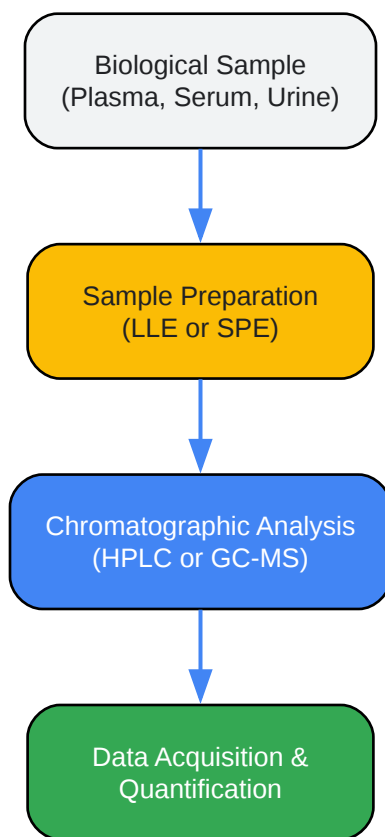 Biological Sample
(Plasma, Serum, Urine)
Sample Preparation
(LLE or SPE)
Chromatographic Analysis
(HPLC or GC-MS)
Data Acquisition &
Quantification